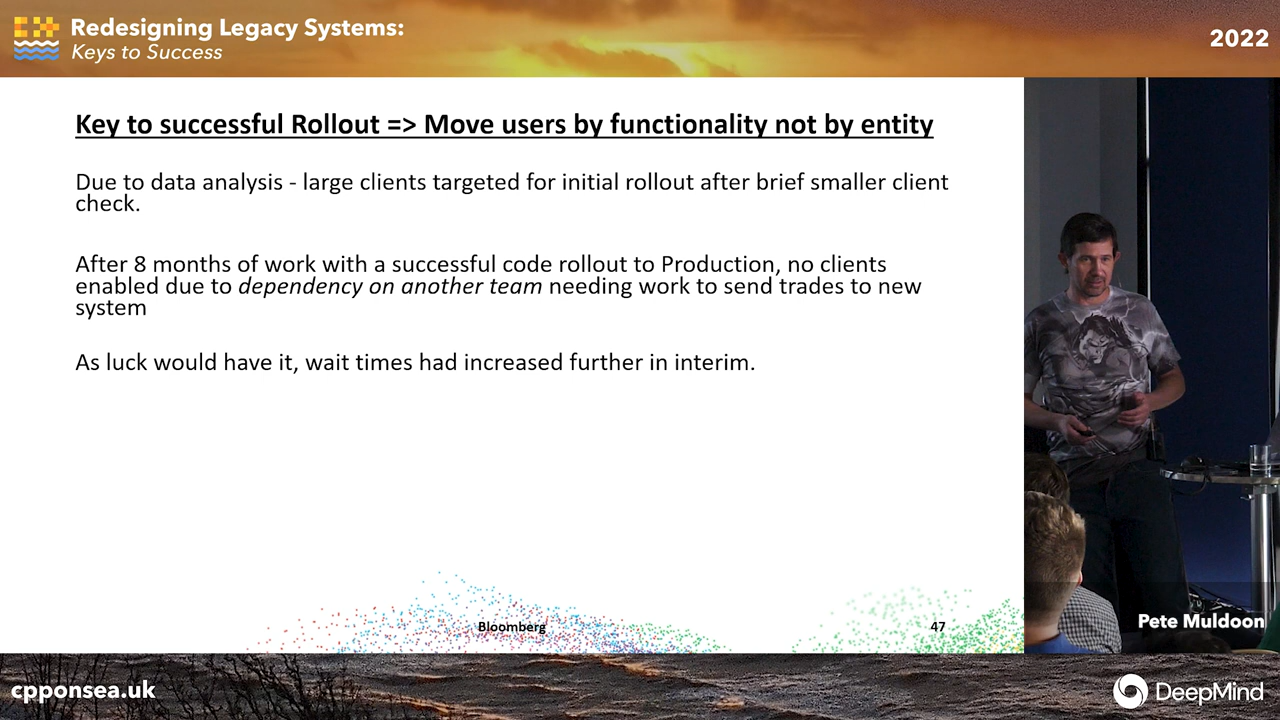 Redesigning Legacy Systems:
Keys to Success
2022
Key to successful Rollout => Move users by functionality not by entity
Due to data analysis - large clients targeted for initial rollout after brief smaller client
check.
After 8 months of work with a successful code rollout to Production, no clients
enabled due to dependency on another team needing work to send trades to new
system
As luck would have it, wait times had increased further in interim.
Bloomberg
47
Pete Muldoon
cpponsea.uk
DeepMind